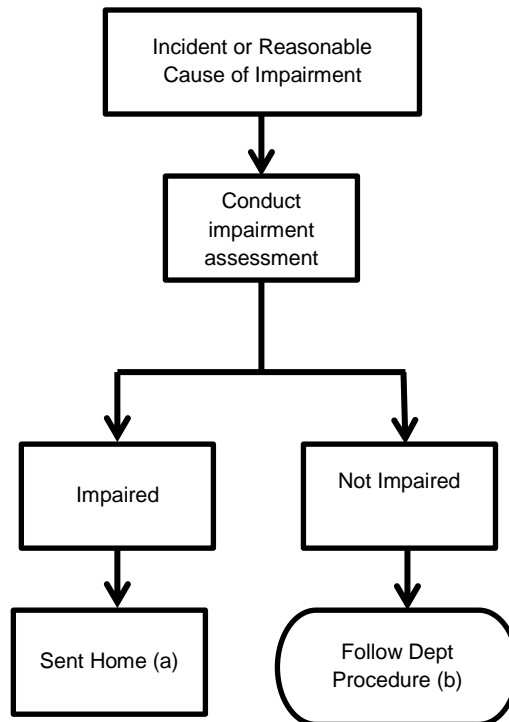 Incident or Reasonable
Cause of Impairment
Conduct
impairment
assessment
Impaired
Not Impaired
Sent Home (a)
Follow Dept
Procedure (b)